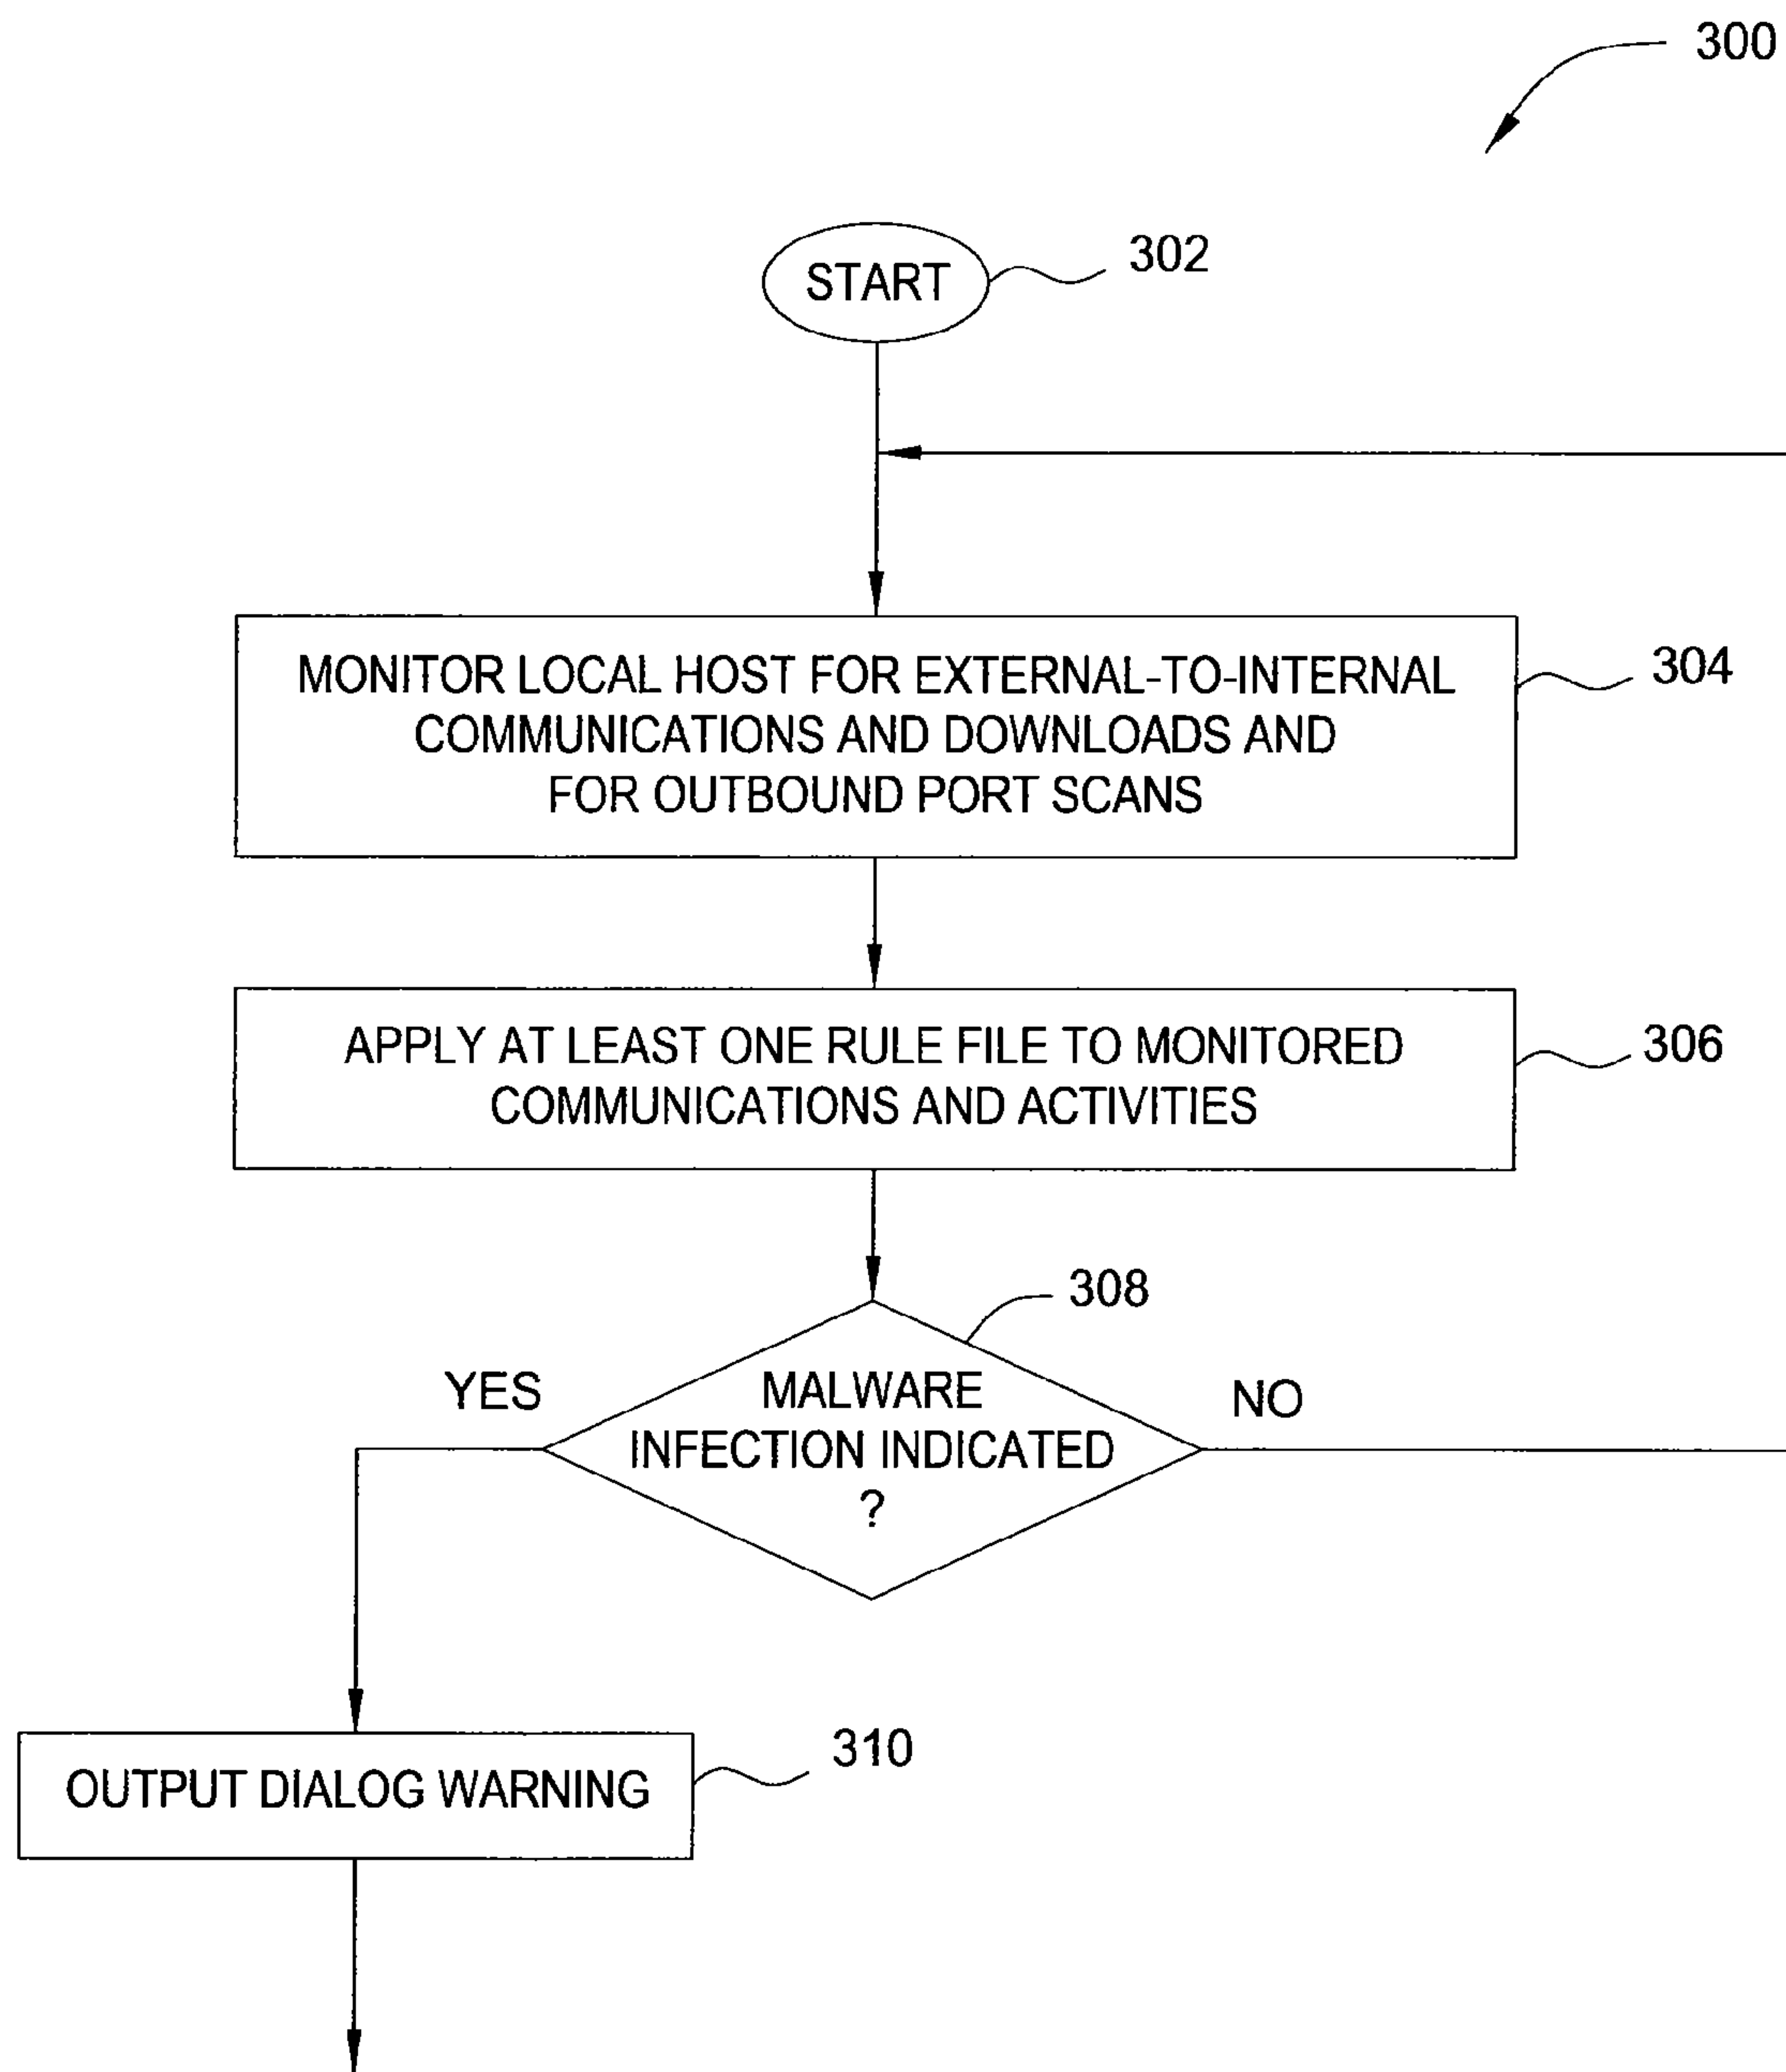 300
START
302
MONITOR LOCAL HOST FOR EXTERNAL-TO-INTERNAL
COMMUNICATIONS AND DOWNLOADS AND
FOR OUTBOUND PORT SCANS
304
APPLY AT LEAST ONE RULE FILE TO MONITORED
COMMUNICATIONS AND ACTIVITIES
306
308
YES
MALWARE
INFECTION INDICATED
?
NO
OUTPUT DIALOG WARNING
310